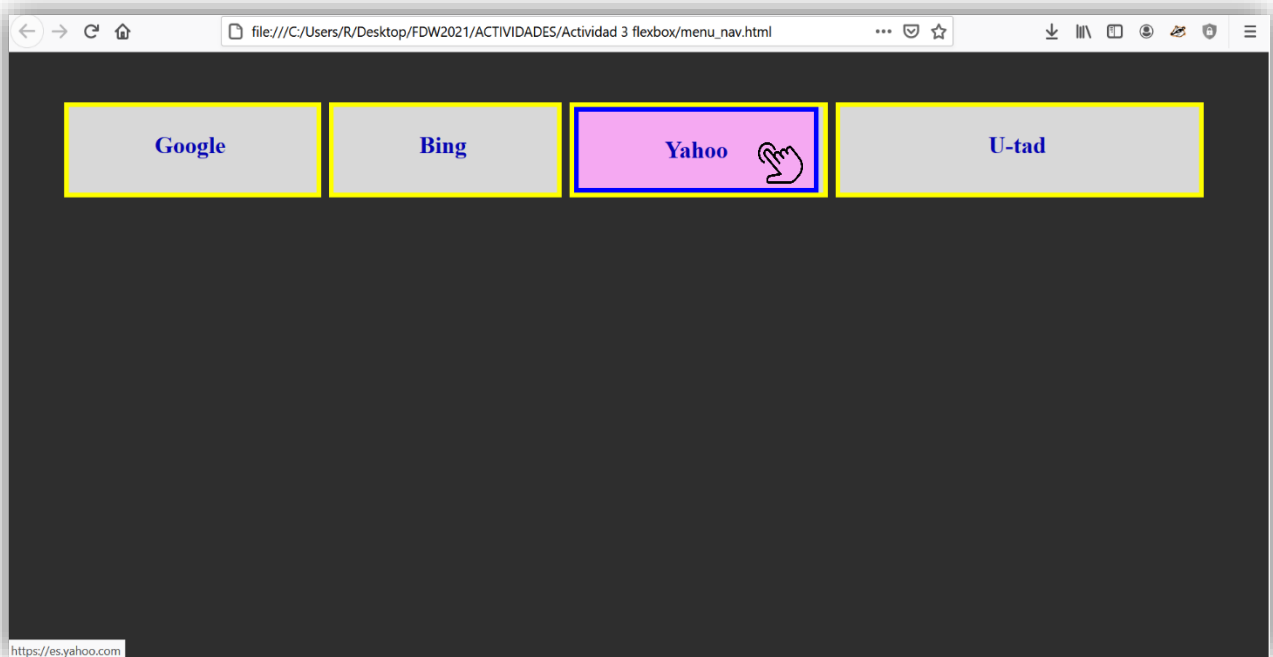 file:///C:/Users/R/Desktop/FDW2021/ACTIVIDADES/Actividad 3 flexbox/menu_nav.html
Google Bing Yahoo U-tad
https://es.yahoo.com